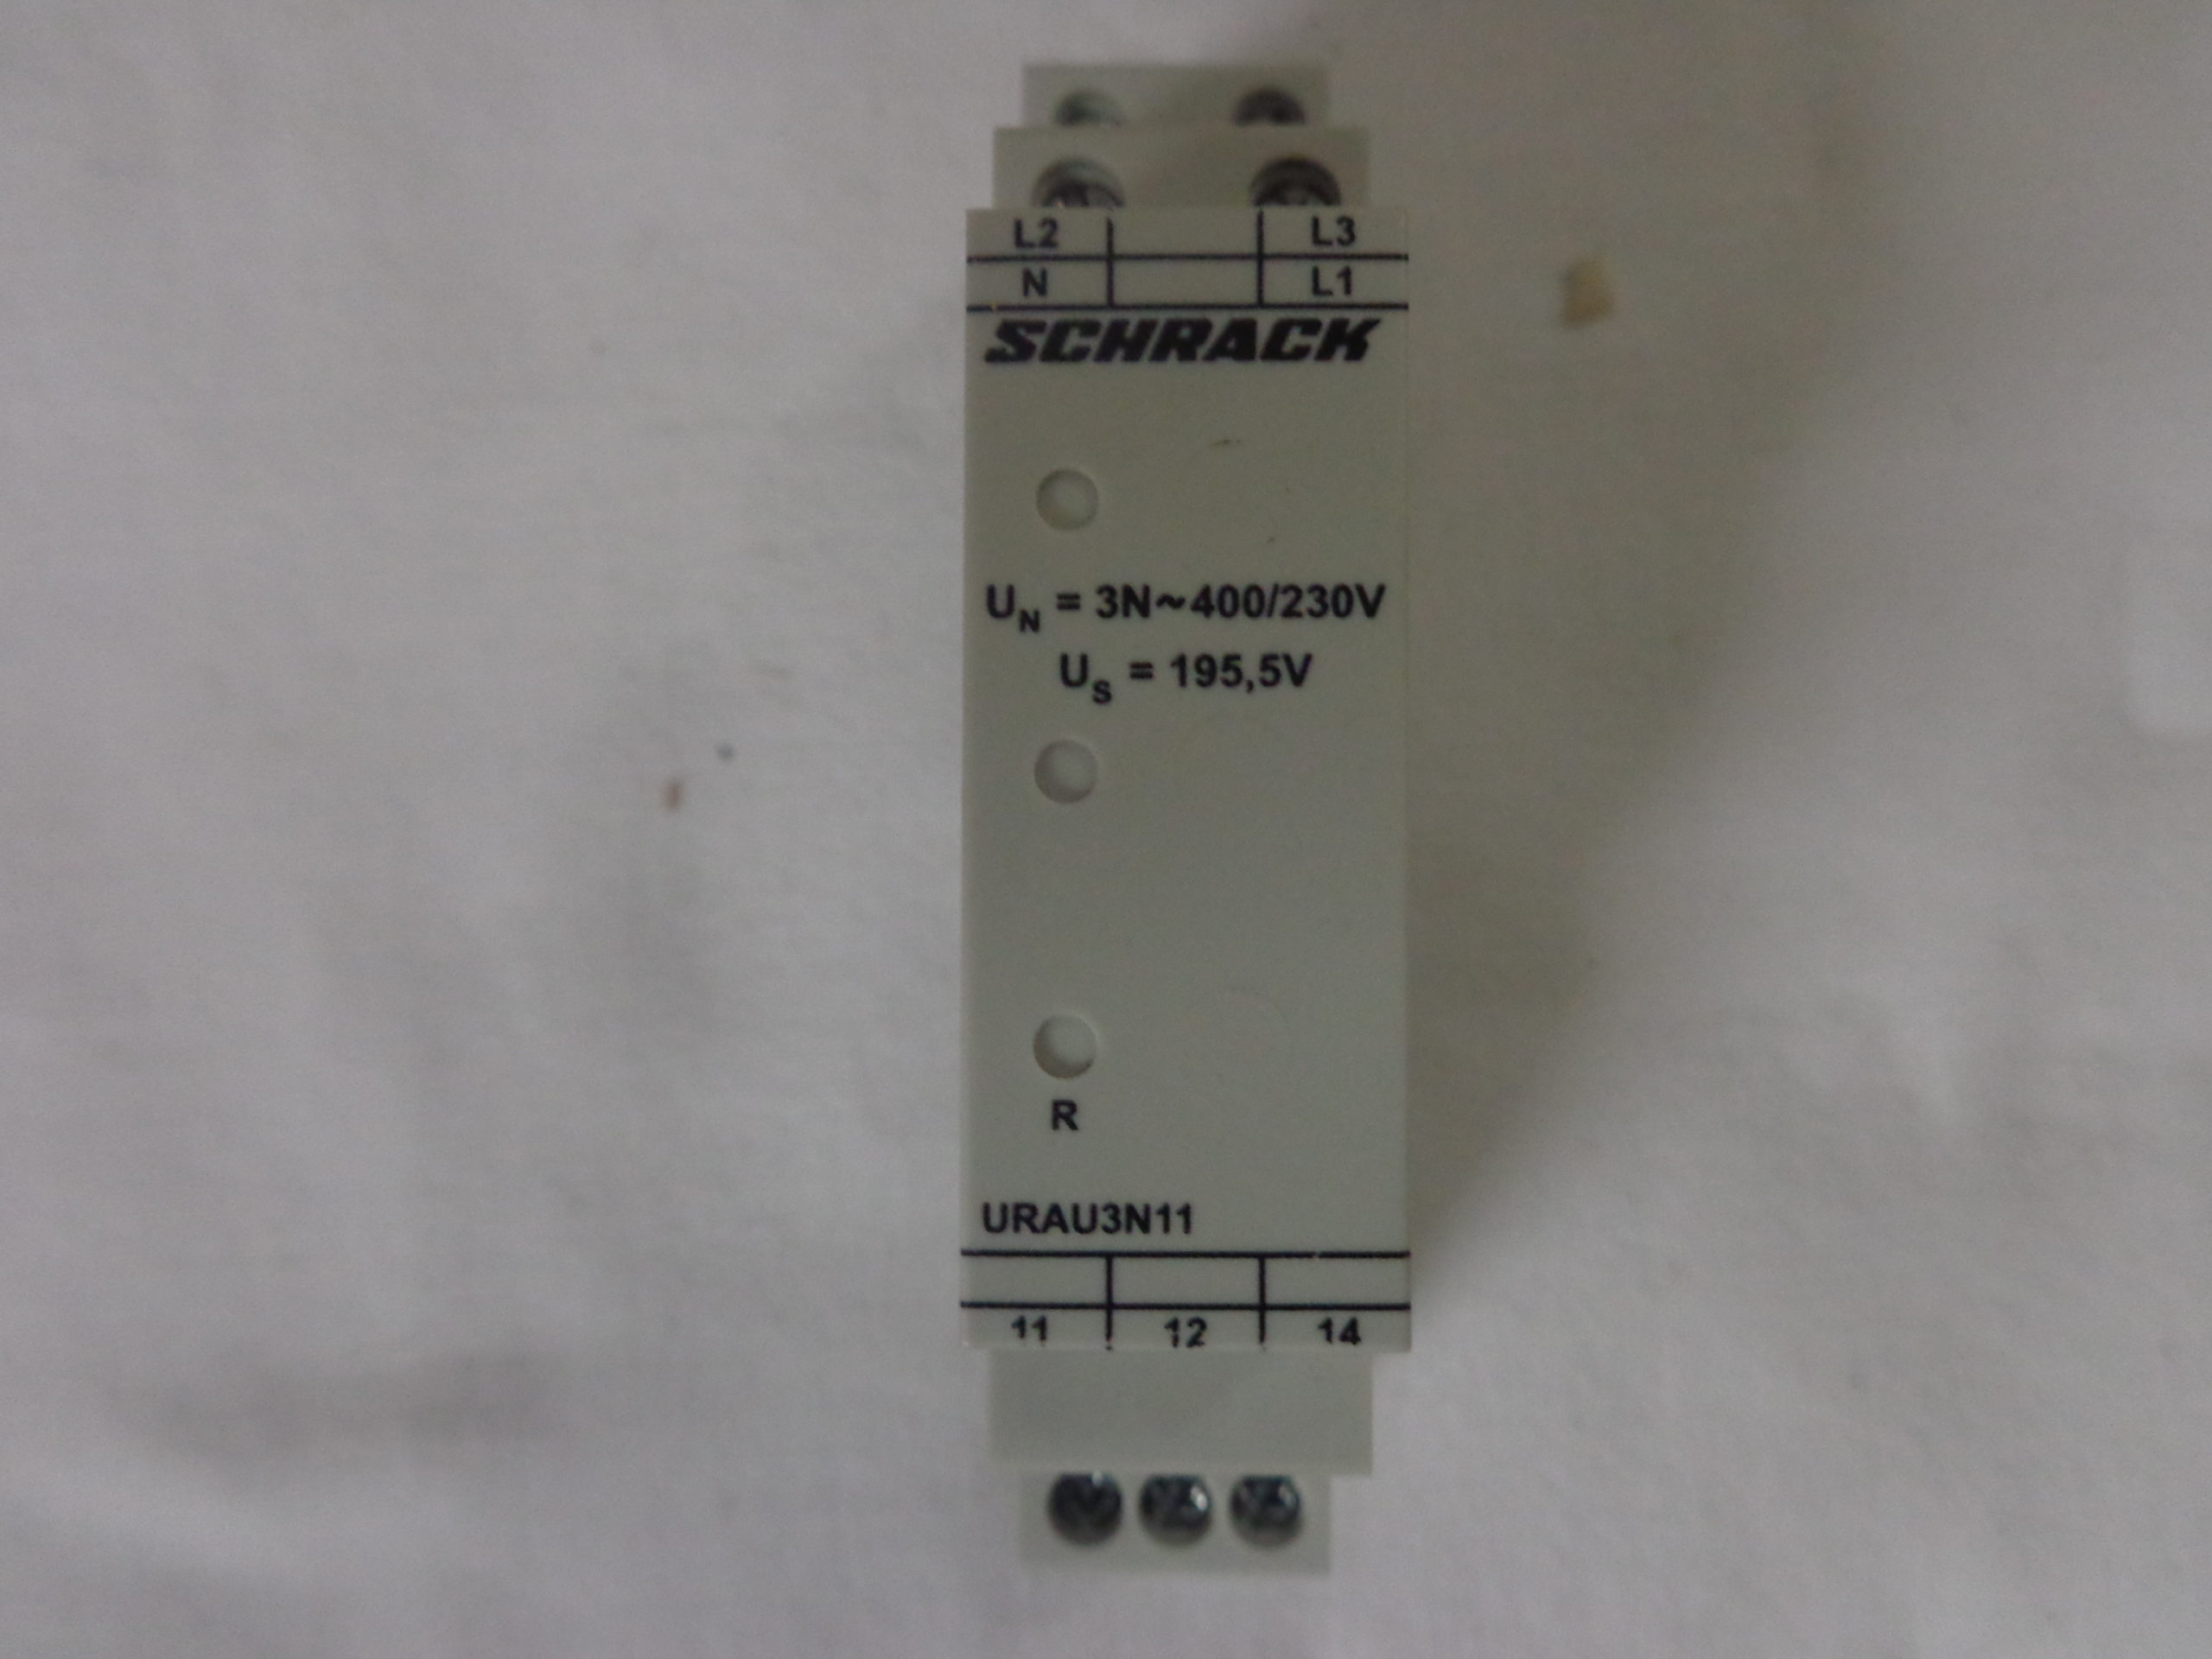 L2 L3
N L1
SCHRACK
UN = 3N~400/230V
US = 195,5V
R
URAU3N11
11 12 14